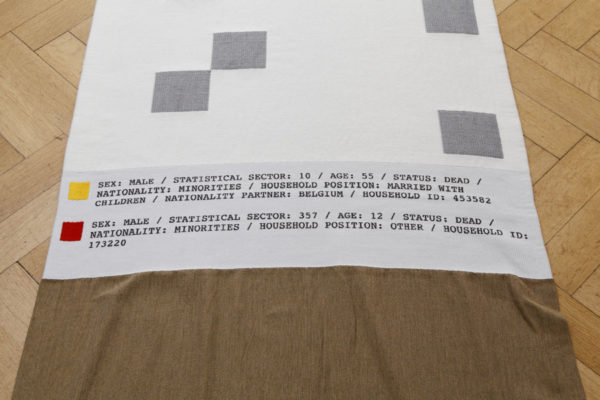 SEX: MALE / STATISTICAL SECTOR: 10 / AGE: 55 / STATUS: DEAD /
NATIONALITY: MINORITIES / HOUSEHOLD POSITION: MARRIED WITH
CHILDREN / NATIONALITY PARTNER: BELGIUM / HOUSEHOLD ID: 453582
SEX: MALE / STATISTICAL SECTOR: 357 / AGE: 12 / STATUS: DEAD /
NATIONALITY: MINORITIES / HOUSEHOLD POSITION: OTHER / HOUSEHOLD ID:
173220